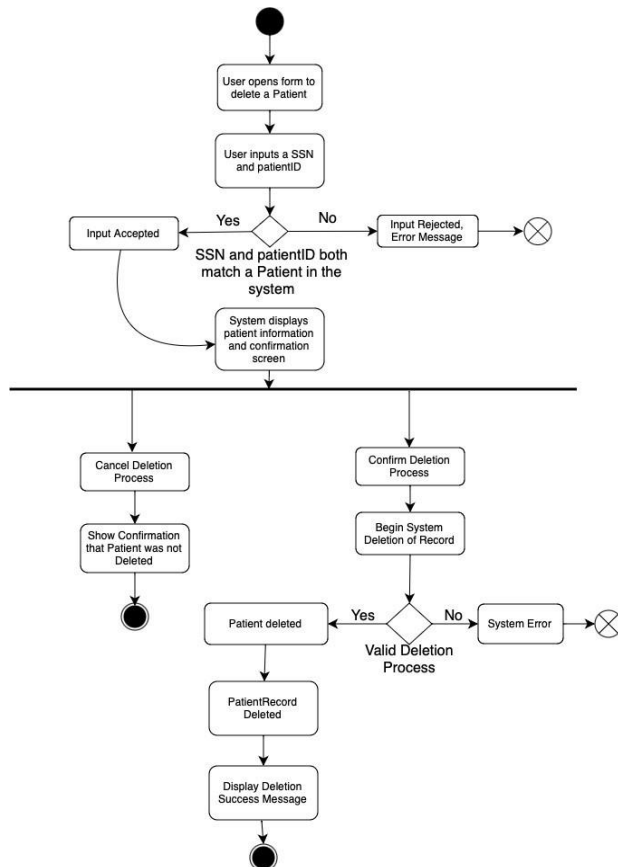 User opens form to
delete a Patient
User inputs a SSN
and patientID
Yes
No
Input Accepted
Input Rejected,
Error Message
SSN and patientID both
match a Patient in the
system
System displays
patient information
and confirmation
screen
Cancel Deletion
Process
Confirm Deletion
Process
Show Confirmation
that Patient was not
Deleted
Begin System
Deletion of Record
Yes
No
Patient deleted
System Error
Valid Deletion
Process
PatientRecord
Deleted
Display Deletion
Success Message